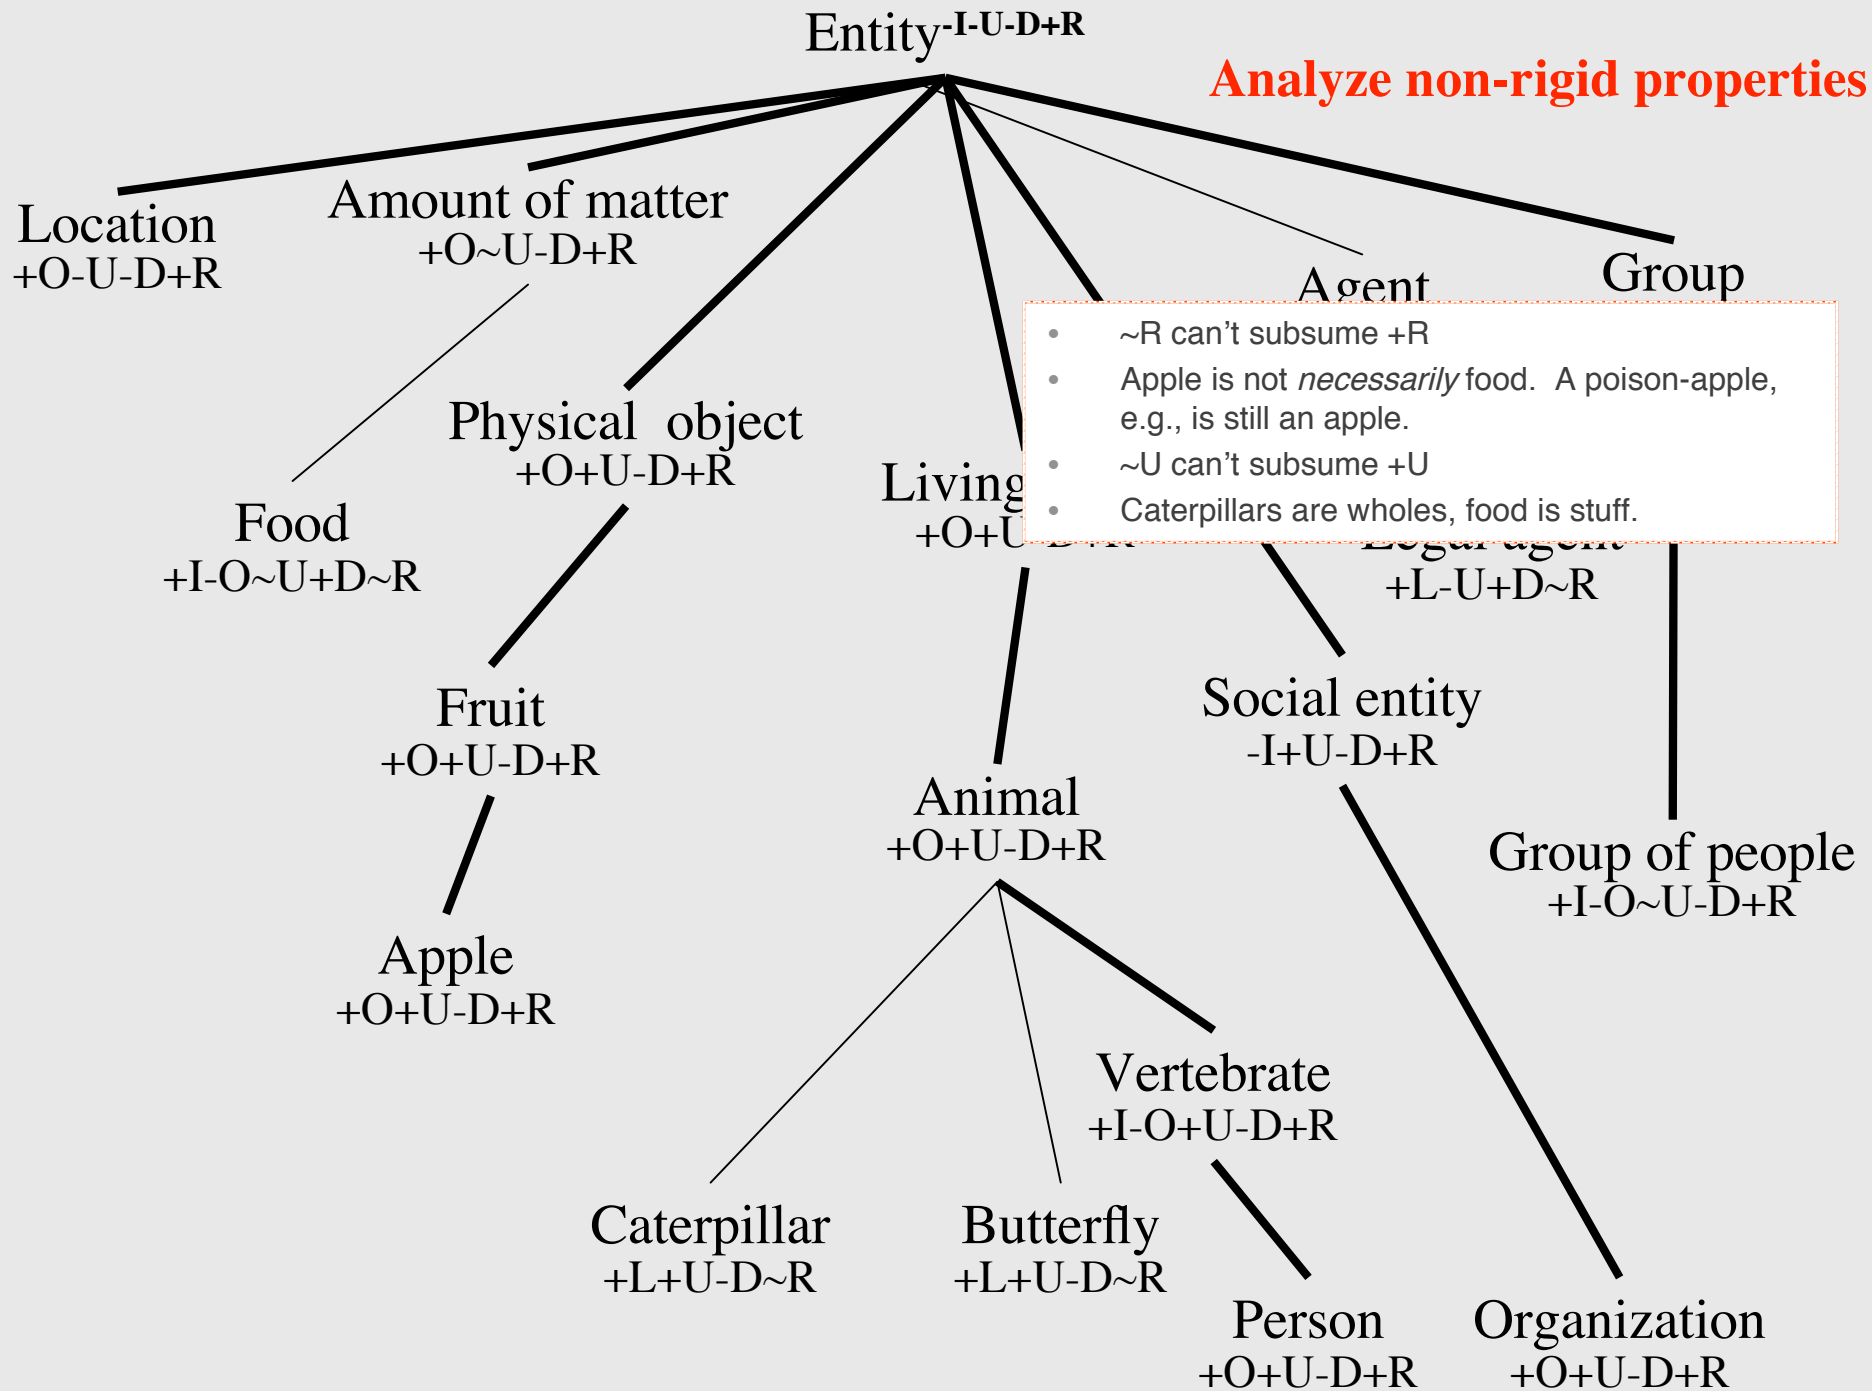 Entity-I-U-D+R
Analyze non-rigid properties
Location
+O-U-D+R
Amount of matter
+O~U-D+R
Agent
Group
• ~R can't subsume +R
• Apple is not necessarily food. A poison-apple,
e.g., is still an apple.
• ~U can't subsume +U
• Caterpillars are wholes, food is stuff.
Physical object
+O+U-D+R
Living
+O+U-D+R
Food
+I-O~U+D~R
Legal agent
+L-U+D~R
Fruit
+O+U-D+R
Social entity
-I+U-D+R
Animal
+O+U-D+R
Group of people
+I-O~U-D+R
Apple
+O+U-D+R
Vertebrate
+I-O+U-D+R
Caterpillar
+L+U-D~R
Butterfly
+L+U-D~R
Person
+O+U-D+R
Organization
+O+U-D+R